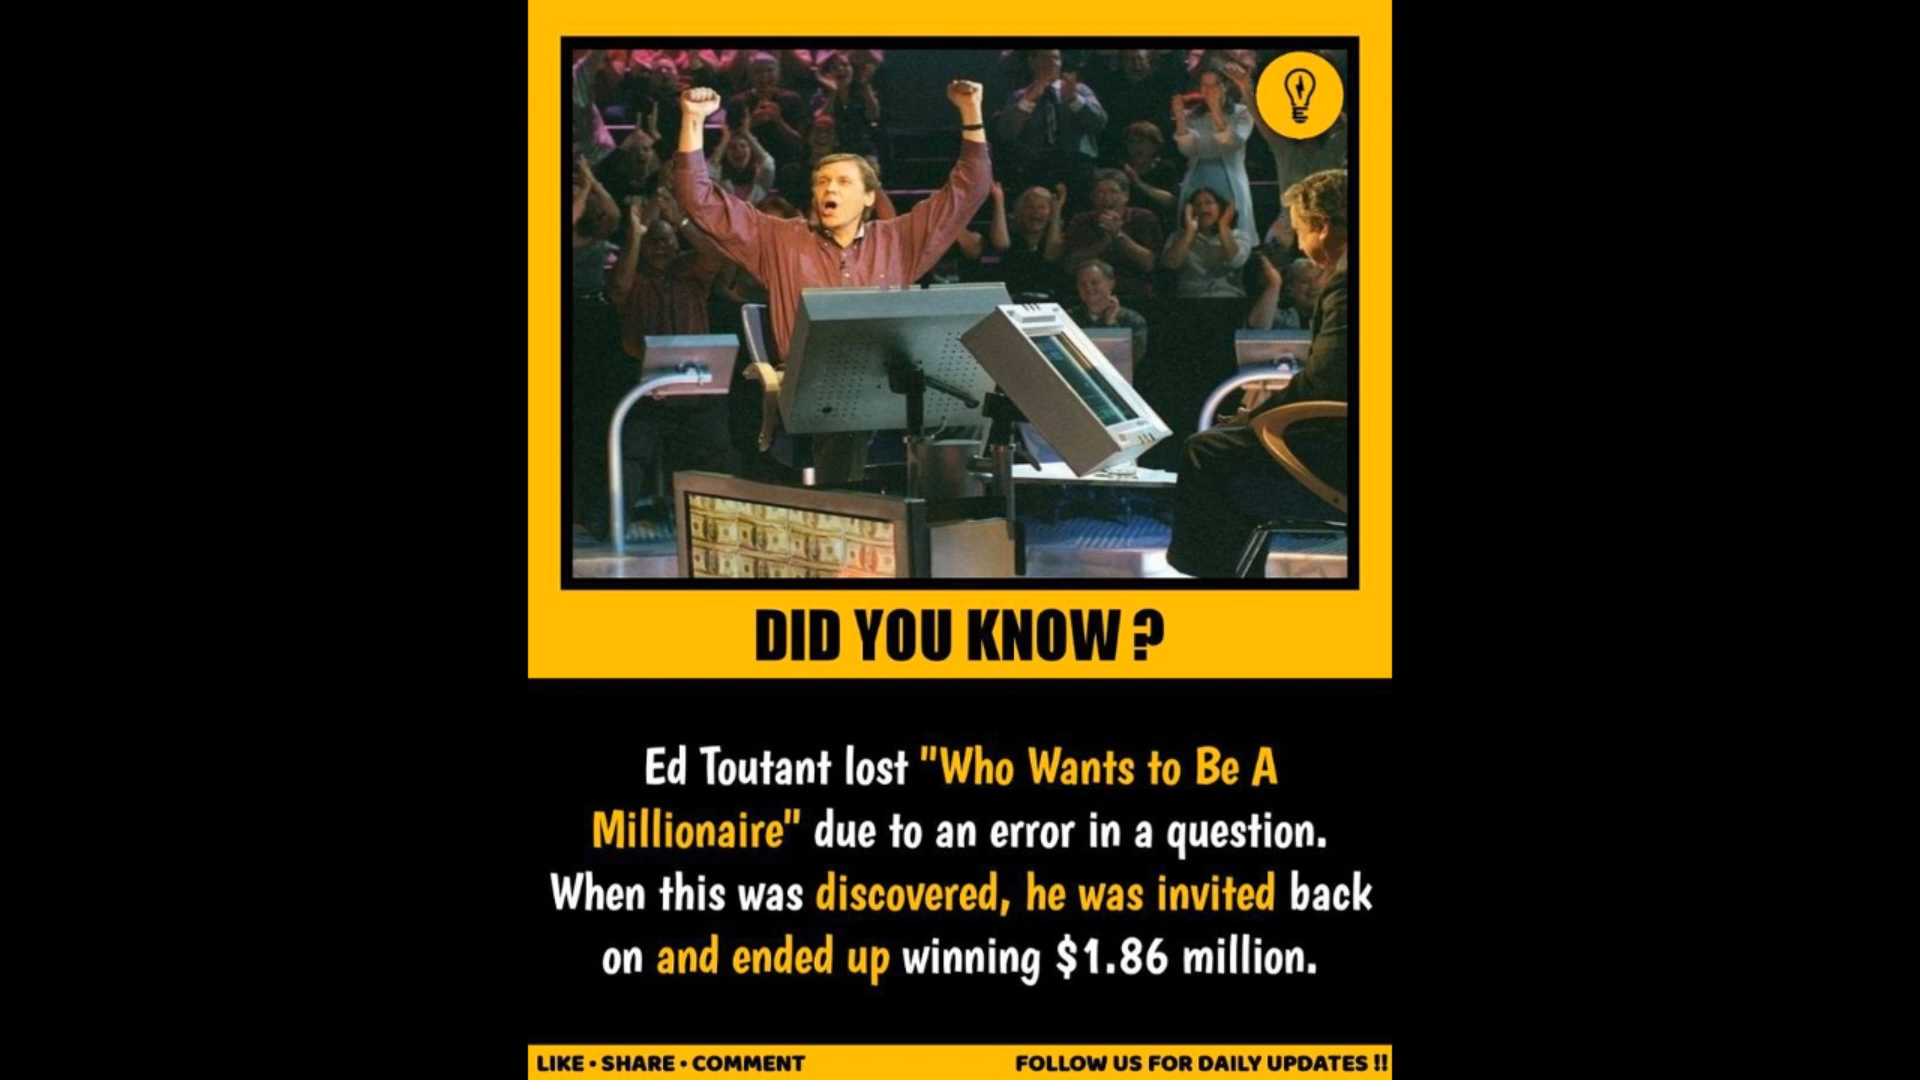 DID YOU KNOW?
Ed Toutant lost "Who Wants to Be A
Millionaire" due to an error in a question.
When this was discovered, he was invited back
on and ended up winning $1.86 million.
LIKE • SHARE • COMMENT
FOLLOW US FOR DAILY UPDATES !!